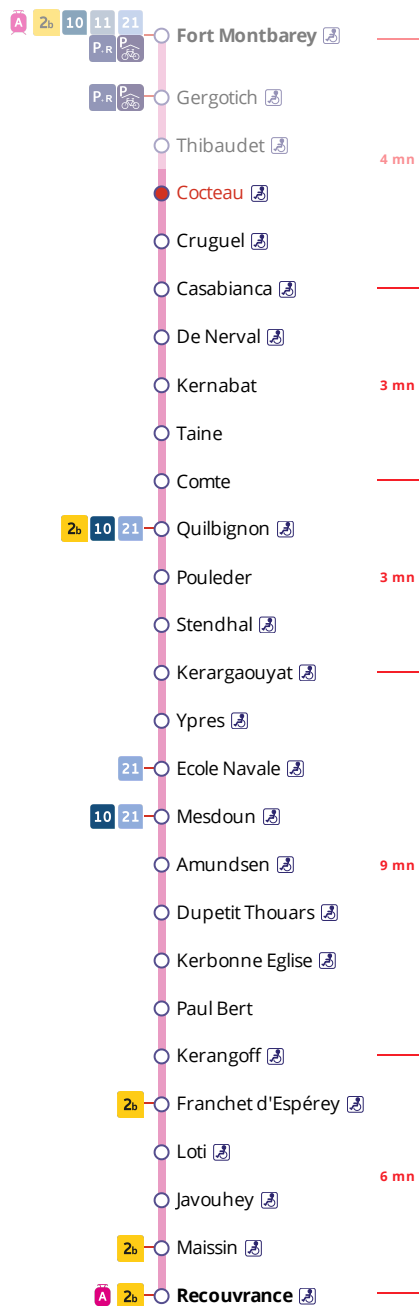 A 2b 10 11 21
P+R P
Fort Montbarey
P+R P
Gergotich
Thibaudet
4 mn
Cocteau
Cruguel
Casabianca
De Nerval
Kernabat
3 mn
Taine
Comte
2b 10 21 Quilbignon
Pouleder
3 mn
Stendhal
Kerargaouyat
Ypres
21 Ecole Navale
10 21 Mesdoun
Amundsen
9 mn
Dupetit Thouars
Kerbonne Eglise
Paul Bert
Kerangoff
2b Franchet d'Espérey
Loti
6 mn
Javouhey
2b Maissin
A 2b Recouvrance